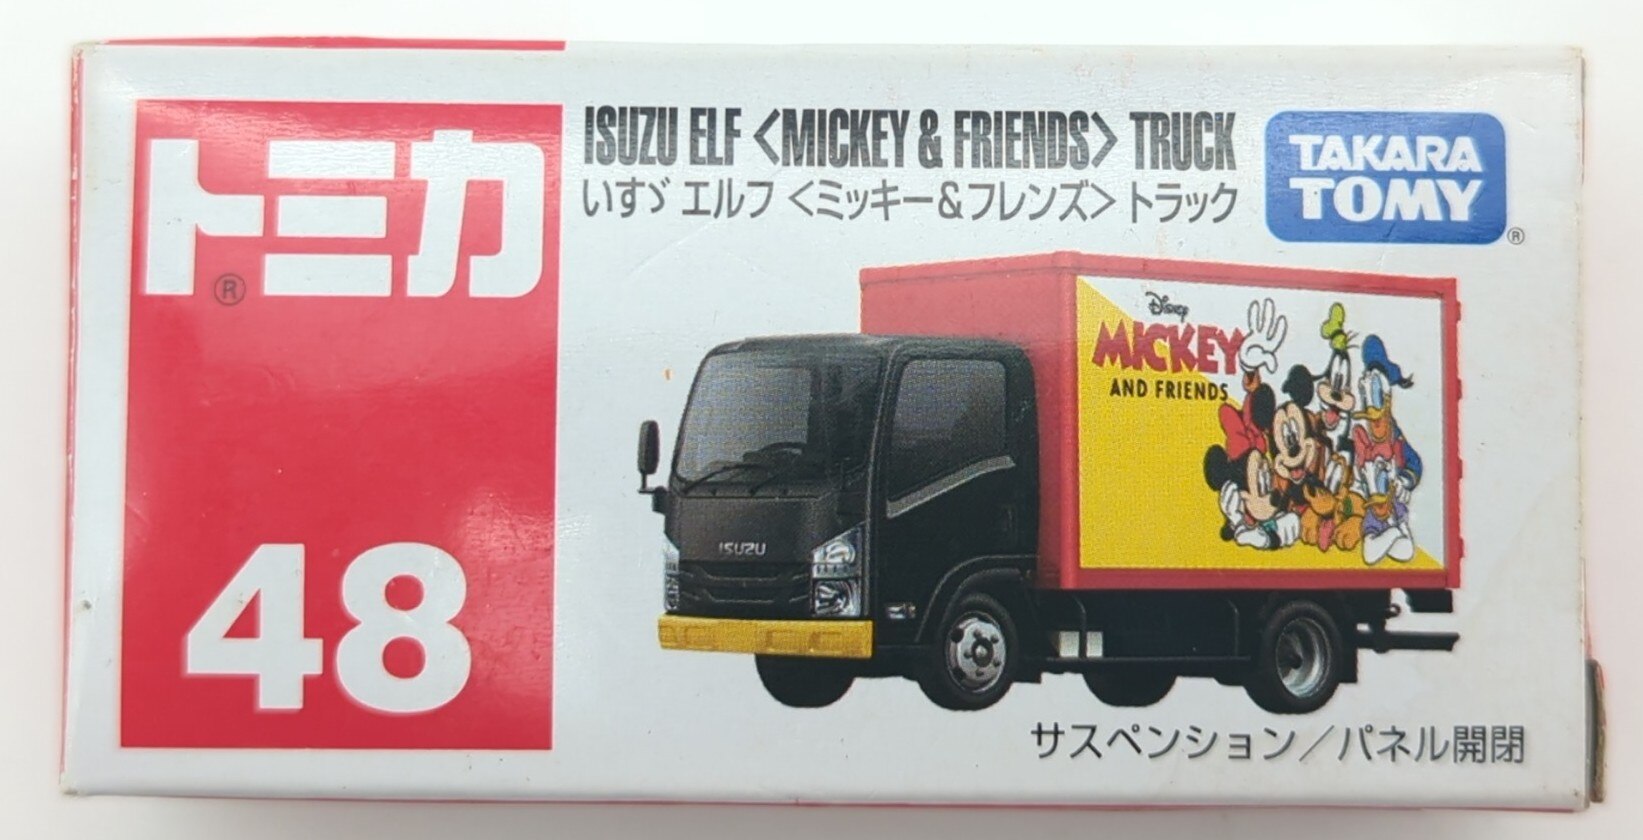 トミカ
®
48
ISUZU ELF <MICKEY & FRIENDS> TRUCK
いすゞ エルフ <ミッキー&フレンズ> トラック
TAKARA
TOMY
®
Disney
MICKEY
AND FRIENDS
ISUZU
サスペンション/パネル開閉